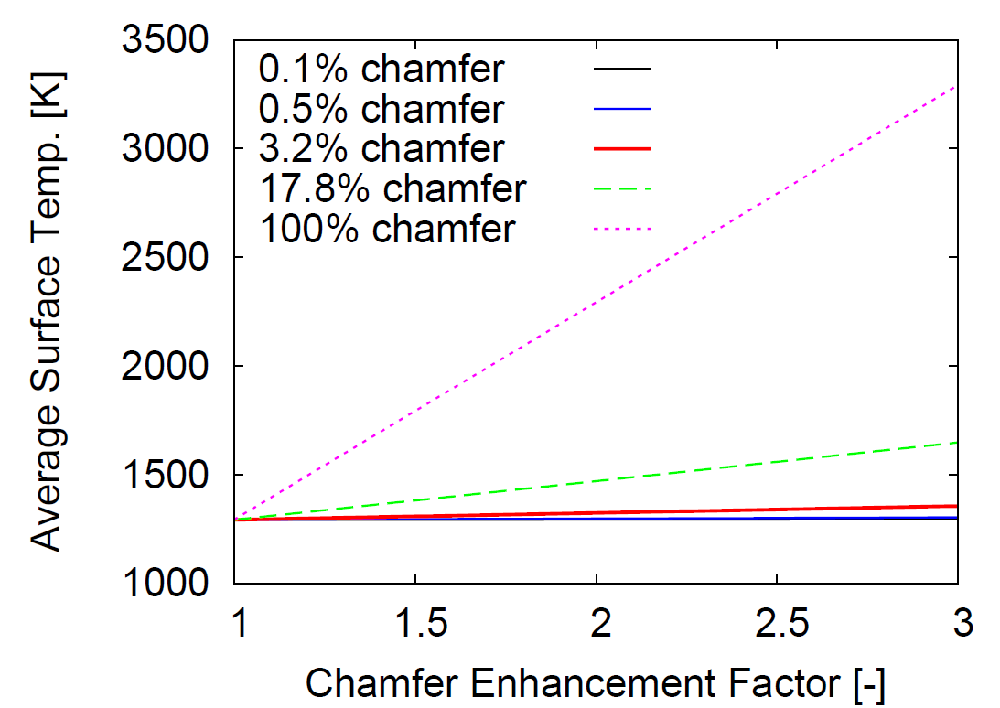 3500
3000
2500
2000
1500
1000
Average Surface Temp. [K]
0.1% chamfer
0.5% chamfer
3.2% chamfer
17.8% chamfer
100% chamfer
1
1.5
2
2.5
3
Chamfer Enhancement Factor [-]